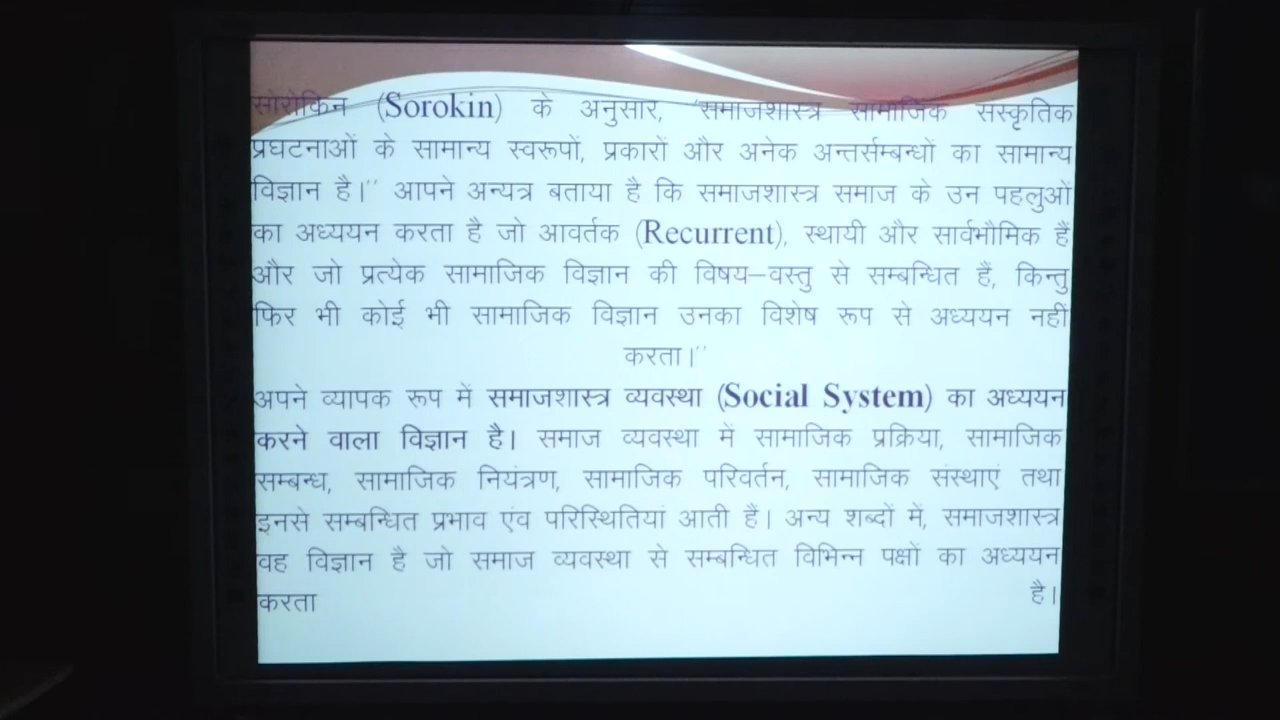 सोरोकिन (Sorokin) के अनुसार, 'समाजशास्त्र सामाजिक सस्कृतिक
प्रघटनाओं के सामान्य स्वरूपों, प्रकारों और अनेक अन्तर्सम्बन्धों का सामान्य
विज्ञान है।'' आपने अन्यत्र बताया है कि समाजशास्त्र समाज के उन पहलुओं
का अध्ययन करता है जो आवर्तक (Recurrent), स्थायी और सार्वभौमिक हैं
और जो प्रत्येक सामाजिक विज्ञान की विषय–वस्तु से सम्बन्धित हैं, किन्तु
फिर भी कोई भी सामाजिक विज्ञान उनका विशेष रूप से अध्ययन नहीं
करता।''
अपने व्यापक रूप में समाजशास्त्र व्यवस्था (Social System) का अध्ययन
करने वाला विज्ञान है। समाज व्यवस्था में सामाजिक प्रक्रिया, सामाजिक
सम्बन्ध, सामाजिक नियंत्रण, सामाजिक परिवर्तन, सामाजिक संस्थाएं तथा
इनसे सम्बन्धित प्रभाव एंव परिस्थितियां आती हैं। अन्य शब्दों में, समाजशास्त्र
वह विज्ञान है जो समाज व्यवस्था से सम्बन्धित विभिन्न पक्षों का अध्ययन
करता है।